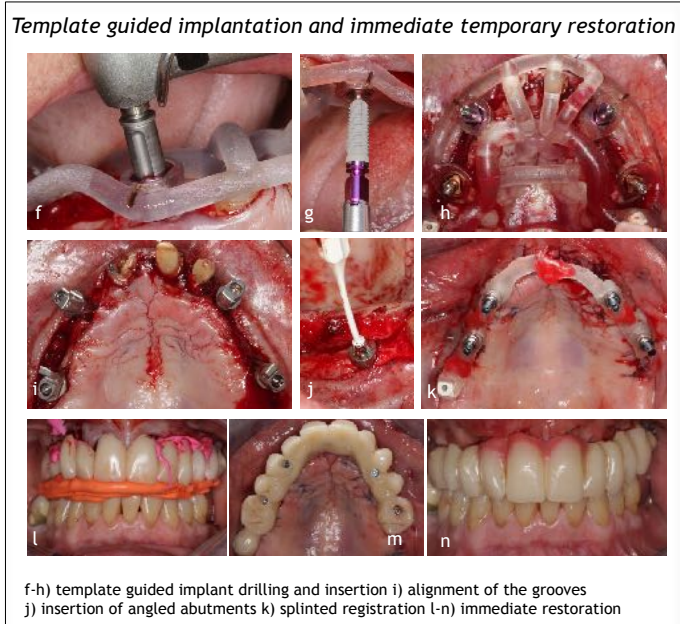 Template guided implantation and immediate temporary restoration
f
g
h
i
j
k
l
m
n
f-h) template guided implant drilling and insertion i) alignment of the grooves
j) insertion of angled abutments k) splinted registration l-n) immediate restoration